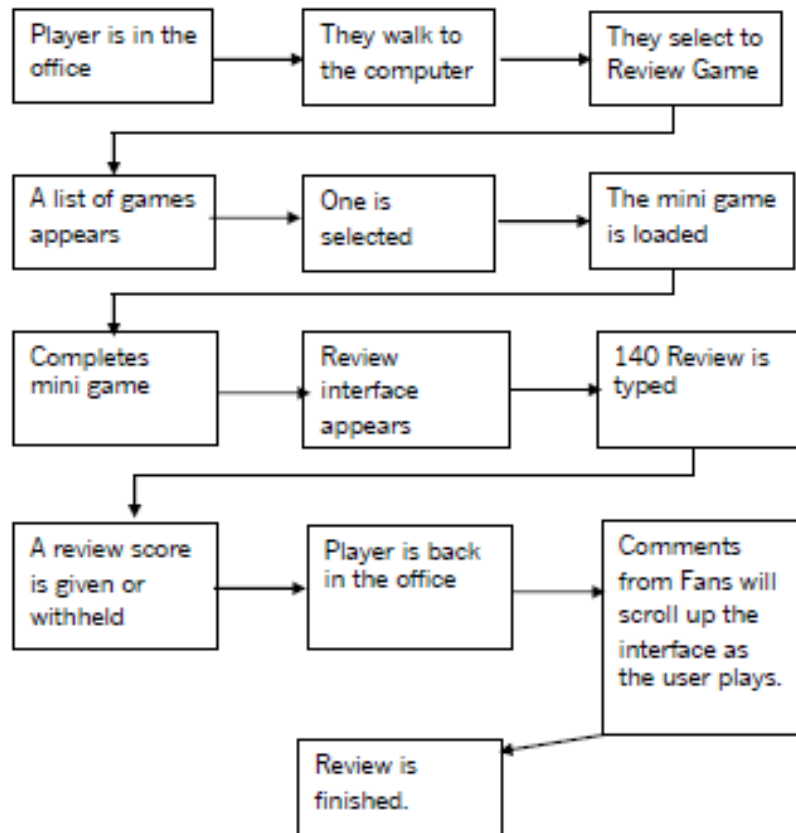 Player is in the
office
They walk to
the computer
They select to
Review Game
A list of games
appears
One is
selected
The mini game
is loaded
Completes
mini game
Review
interface
appears
140 Review is
typed
A review score
is given or
withheld
Player is back
in the office
Comments
from Fans will
scroll up the
interface as
the user plays.
Review is
finished.